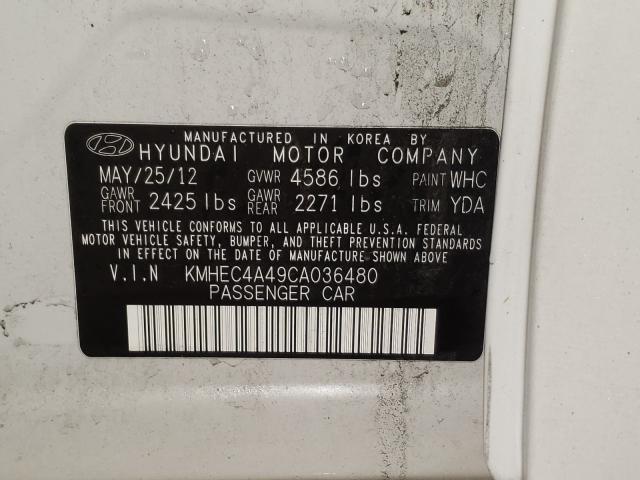 MANUFACTURED IN KOREA BY
HYUNDAI MOTOR COMPANY
MAY/25/12 GVWR 4586 lbs PAINT WHC
GAWR FRONT 2425 lbs GAWR REAR 2271 lbs TRIM YDA
THIS VEHICLE CONFORMS TO ALL APPLICABLE U.S.A. FEDERAL
MOTOR VEHICLE SAFETY, BUMPER, AND THEFT PREVENTION STANDARDS
IN EFFECT ON THE DATE OF MANUFACTURE SHOWN ABOVE
V.I.N KMHEC4A49CA036480
PASSENGER CAR